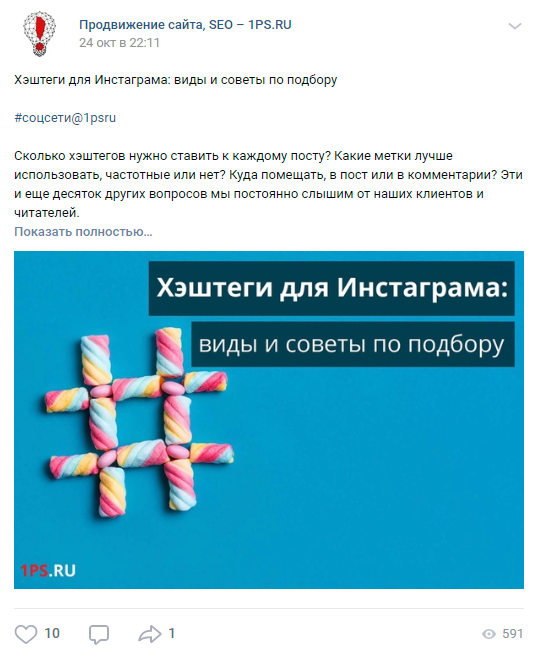 Продвижение сайта, SEO – 1PS.RU
24 окт в 22:11
Хэштеги для Инстаграма: виды и советы по подбору
#соцсети@1psru
Сколько хэштегов нужно ставить к каждому посту? Какие метки лучше
использовать, частотные или нет? Куда помещать, в пост или в комментарии? Эти
и еще десяток других вопросов мы постоянно слышим от наших клиентов и
читателей.
Показать полностью…
Хэштеги для Инстаграма:
виды и советы по подбору
1PS.RU
10
1
591